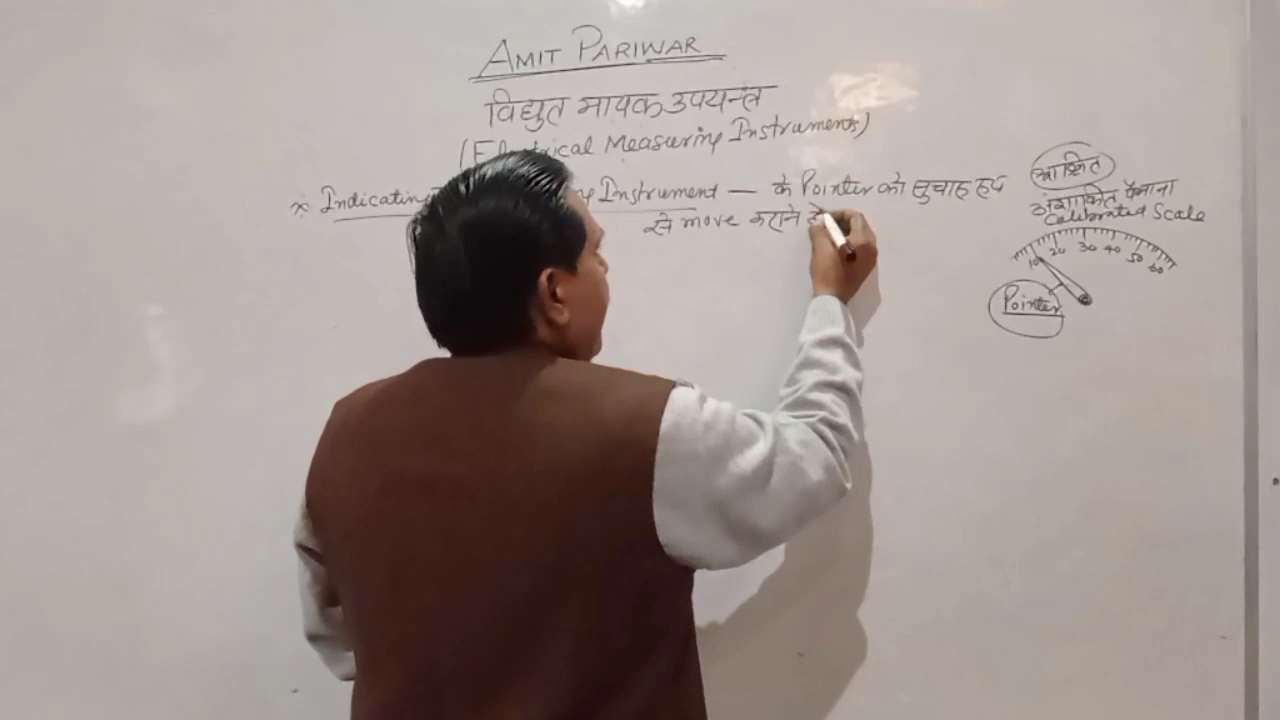 AMIT PARIWAR
विद्युत मापक उपयन्त्र
(Electrical Measuring Instruments)
* Indicating Instrument — के Pointer को सुचारू रूप
से move कराने
अंशांकित पैमाना
Calibrated Scale
10 20 30 40 50 60
Pointer